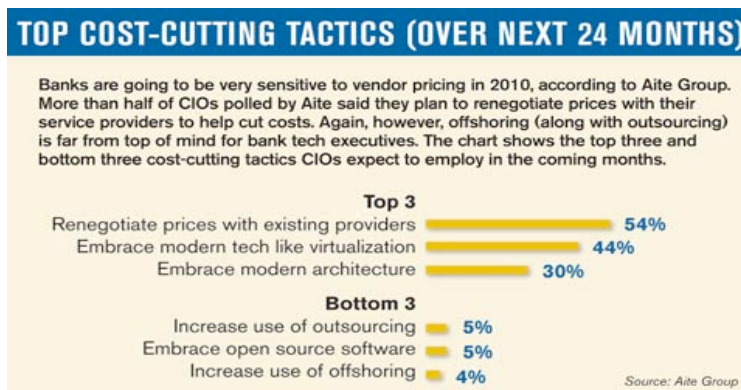 TOP COST-CUTTING TACTICS (OVER NEXT 24 MONTHS)
Banks are going to be very sensitive to vendor pricing in 2010, according to Aite Group.
More than half of CIOs polled by Aite said they plan to renegotiate prices with their
service providers to help cut costs. Again, however, offshoring (along with outsourcing)
is far from top of mind for bank tech executives. The chart shows the top three and
bottom three cost-cutting tactics CIOs expect to employ in the coming months.
Top 3
Renegotiate prices with existing providers 54%
Embrace modern tech like virtualization 44%
Embrace modern architecture 30%
Bottom 3
Increase use of outsourcing 5%
Embrace open source software 5%
Increase use of offshoring 4%
Source: Aite Group